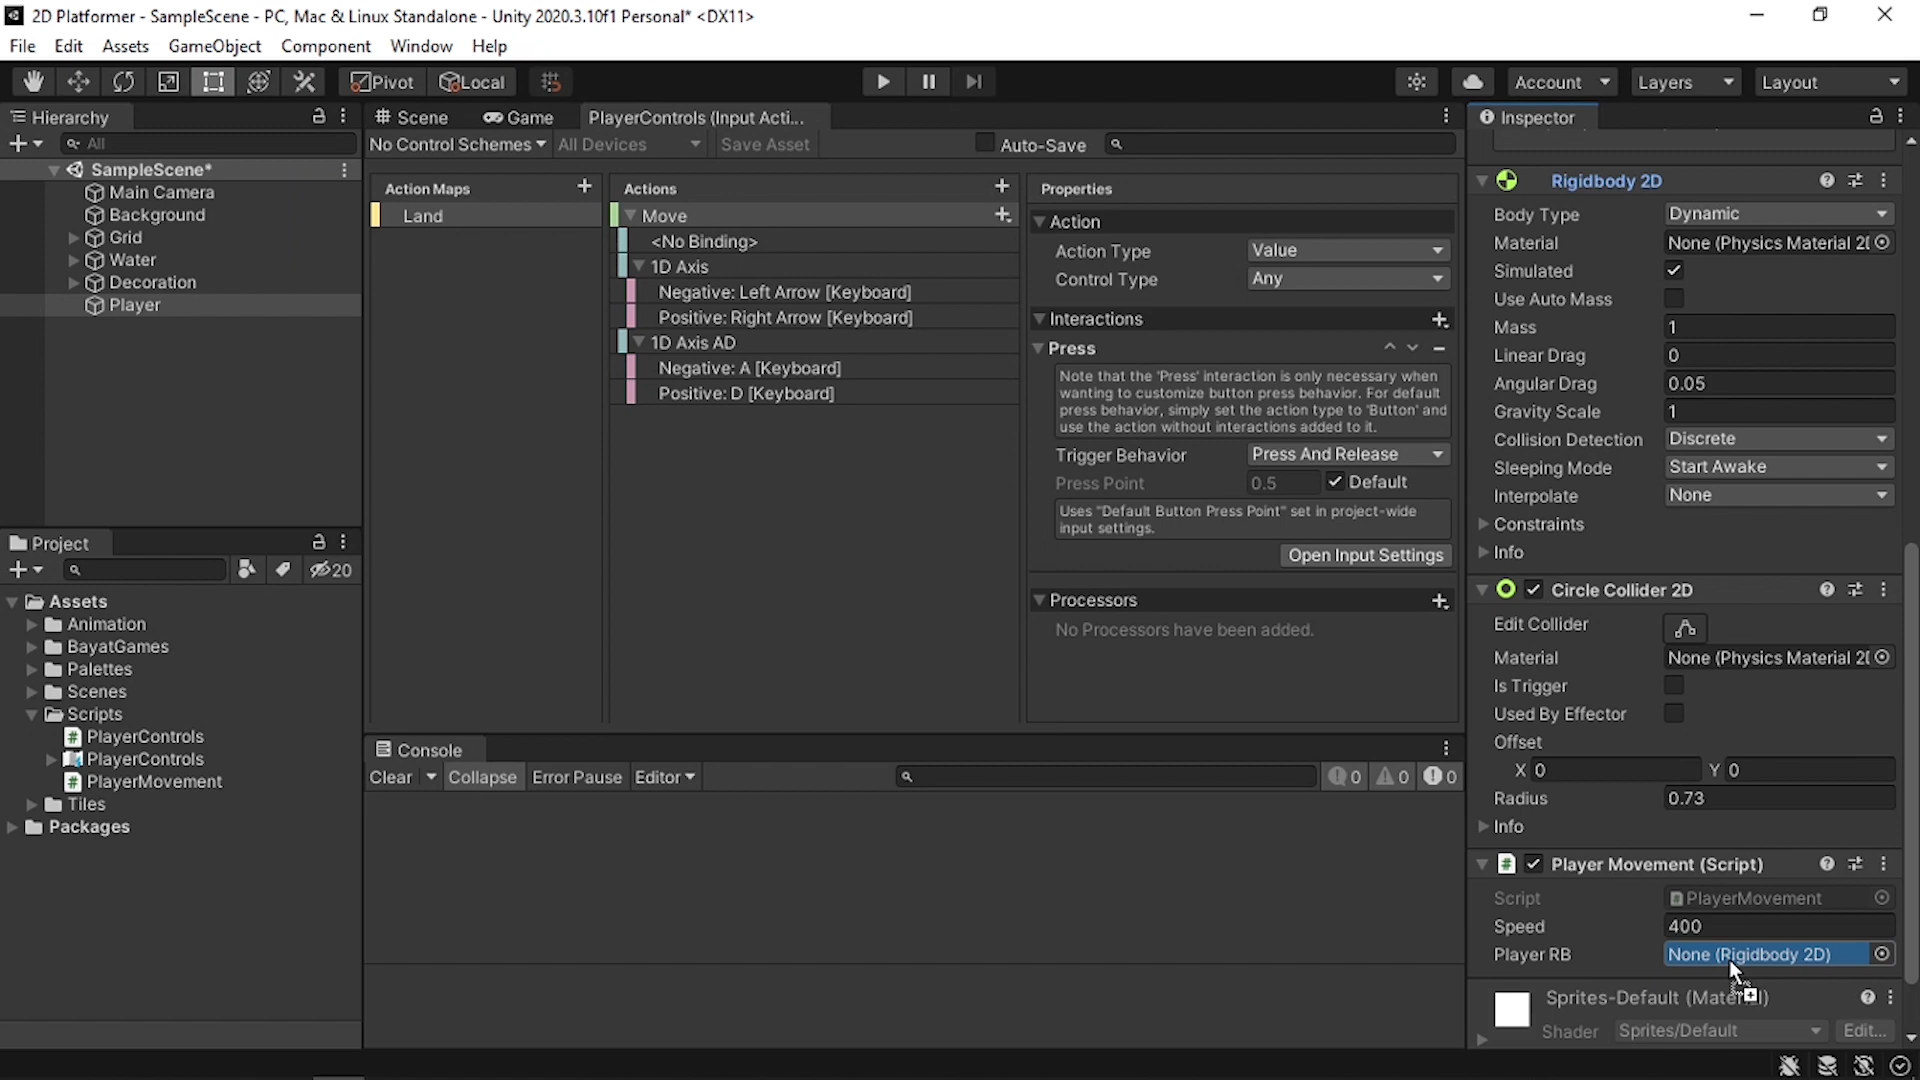 2D Platformer - SampleScene - PC, Mac & Linux Standalone - Unity 2020.3.10f1 Personal* <DX11>
File Edit Assets GameObject Component Window Help
Pivot Local Account Layers Layout
Hierarchy
All
SampleScene*
Main Camera
Background
Grid
Water
Decoration
Player
Project
20
Assets
Animation
BayatGames
Palettes
Scenes
Scripts
PlayerControls
PlayerControls
PlayerMovement
Tiles
Packages
Scene Game PlayerControls (Input Acti...
No Control Schemes All Devices Save Asset Auto-Save
Action Maps
Land
Actions
Move
<No Binding>
1D Axis
Negative: Left Arrow [Keyboard]
Positive: Right Arrow [Keyboard]
1D Axis AD
Negative: A [Keyboard]
Positive: D [Keyboard]
Properties
Action
Action Type Value
Control Type Any
Interactions
Press
Note that the 'Press' interaction is only necessary when
wanting to customize button press behavior. For default
press behavior, simply set the action type to 'Button' and
use the action without interactions added to it.
Trigger Behavior Press And Release
Press Point 0.5 Default
Uses "Default Button Press Point" set in project-wide
input settings.
Open Input Settings
Processors
No Processors have been added.
Console
Clear Collapse Error Pause Editor 0 0 0
Inspector
Rigidbody 2D
Body Type Dynamic
Material None (Physics Material 2D
Simulated
Use Auto Mass
Mass 1
Linear Drag 0
Angular Drag 0.05
Gravity Scale 1
Collision Detection Discrete
Sleeping Mode Start Awake
Interpolate None
Constraints
Info
Circle Collider 2D
Edit Collider
Material None (Physics Material 2D
Is Trigger
Used By Effector
Offset
X 0 Y 0
Radius 0.73
Info
Player Movement (Script)
Script PlayerMovement
Speed 400
Player RB None (Rigidbody 2D)
Sprites-Default (Material)
Shader Sprites/Default Edit...